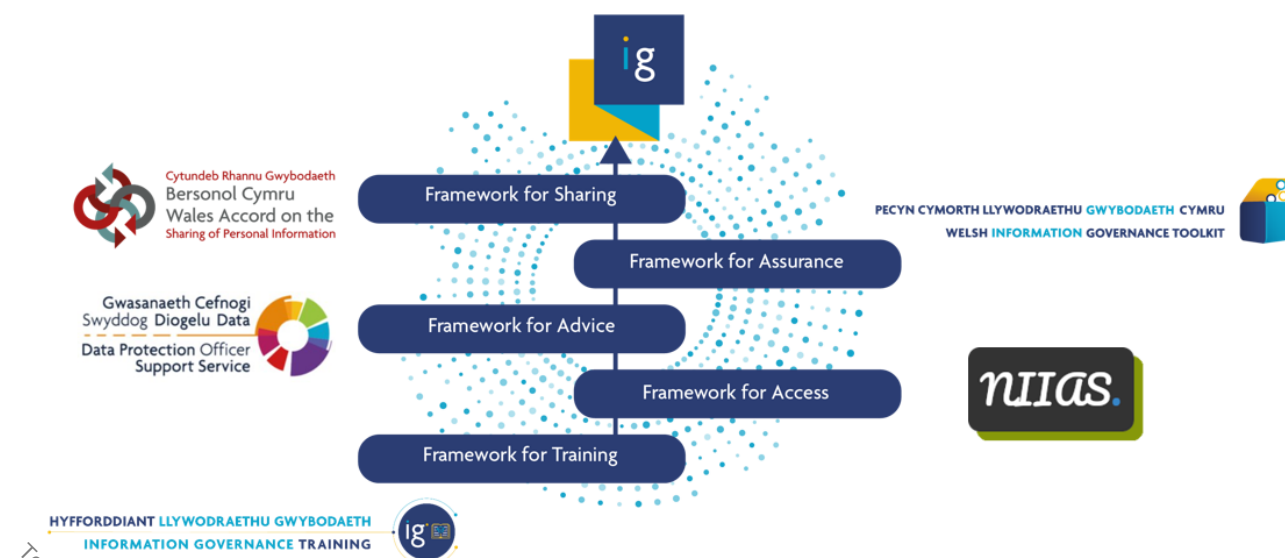 ig
Cytundeb Rhannu Gwybodaeth
Bersonol Cymru
Wales Accord on the
Sharing of Personal Information
Framework for Sharing
PECYN CYMORTH LLYWODRAETHU GWYBODAETH CYMRU
WELSH INFORMATION GOVERNANCE TOOLKIT
Framework for Assurance
Gwasanaeth Cefnogi
Swyddog Diogelu Data
Data Protection Officer
Support Service
Framework for Advice
Framework for Access
NIIAS.
Framework for Training
HYFFORDDIANT LLYWODRAETHU GWYBODAETH
INFORMATION GOVERNANCE TRAINING
ig